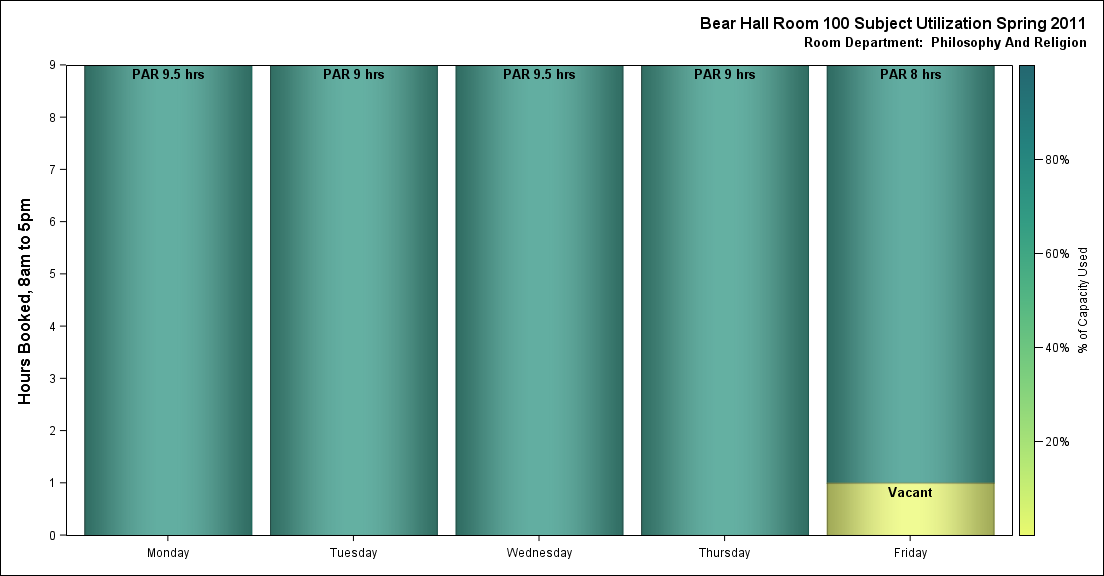 Bear Hall Room 100 Subject Utilization Spring 2011
Room Department:  Philosophy And Religion
Hours Booked, 8am to 5pm
9
8
7
6
5
4
3
2
1
0
PAR 9.5 hrs
PAR 9 hrs
PAR 9.5 hrs
PAR 9 hrs
PAR 8 hrs
Vacant
Monday
Tuesday
Wednesday
Thursday
Friday
80%
60%
40%
20%
% of Capacity Used